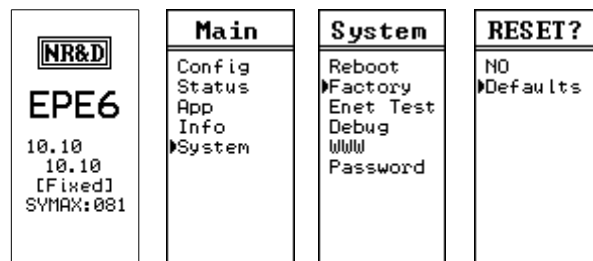 NR&D
EPE6
10.10
10.10
[Fixed]
SYMAX:081
Main
Config
Status
App
Info
System
System
Reboot
Factory
Enet Test
Debug
WWW
Password
RESET?
NO
Defaults